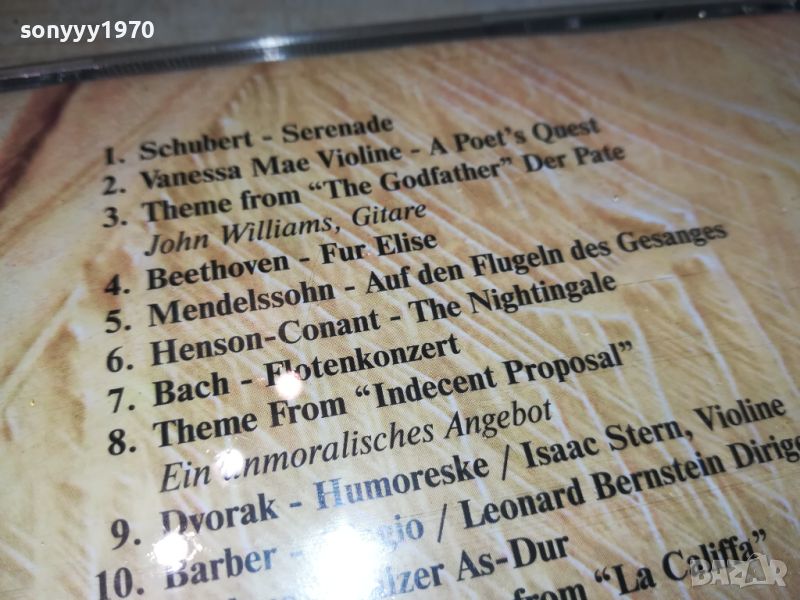 sonyyy1970
1. Schubert - Serenade
2. Vanessa Mae Violine - A Poet's Quest
3. Theme from "The Godfather" Der Pate
John Williams, Gitare
4. Beethoven - Fur Elise
5. Mendelssohn - Auf den Flugeln des Gesanges
6. Henson-Conant - The Nightingale
7. Bach - Flotenkonzert
8. Theme From "Indecent Proposal"
Ein unmoralisches Angebot
9. Dvorak - Humoreske / Isaac Stern, Violine
10. Barber - / Leonard Bernstein
As-Dur
from "La Califfa"
BAZAR